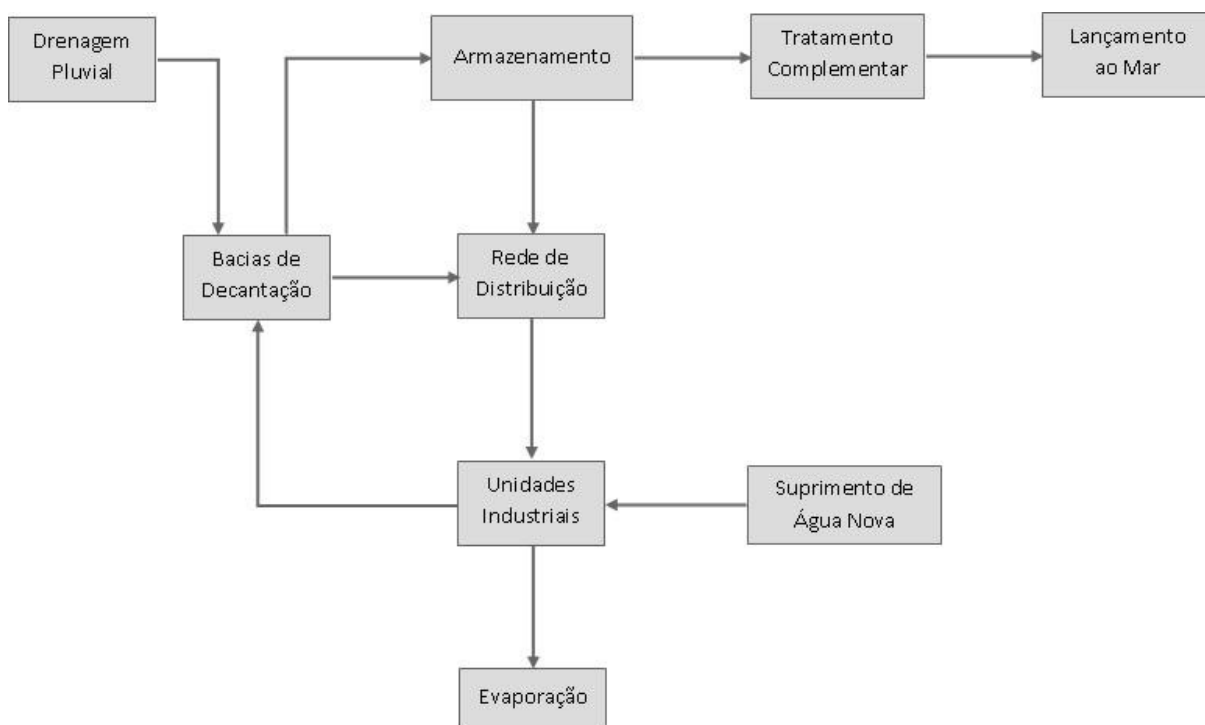 Drenagem
Pluvial
Armazenamento
Tratamento
Complementar
Lançamento
ao Mar
Bacias de
Decantação
Rede de
Distribuição
Unidades
Industriais
Suprimento de
Água Nova
Evaporação